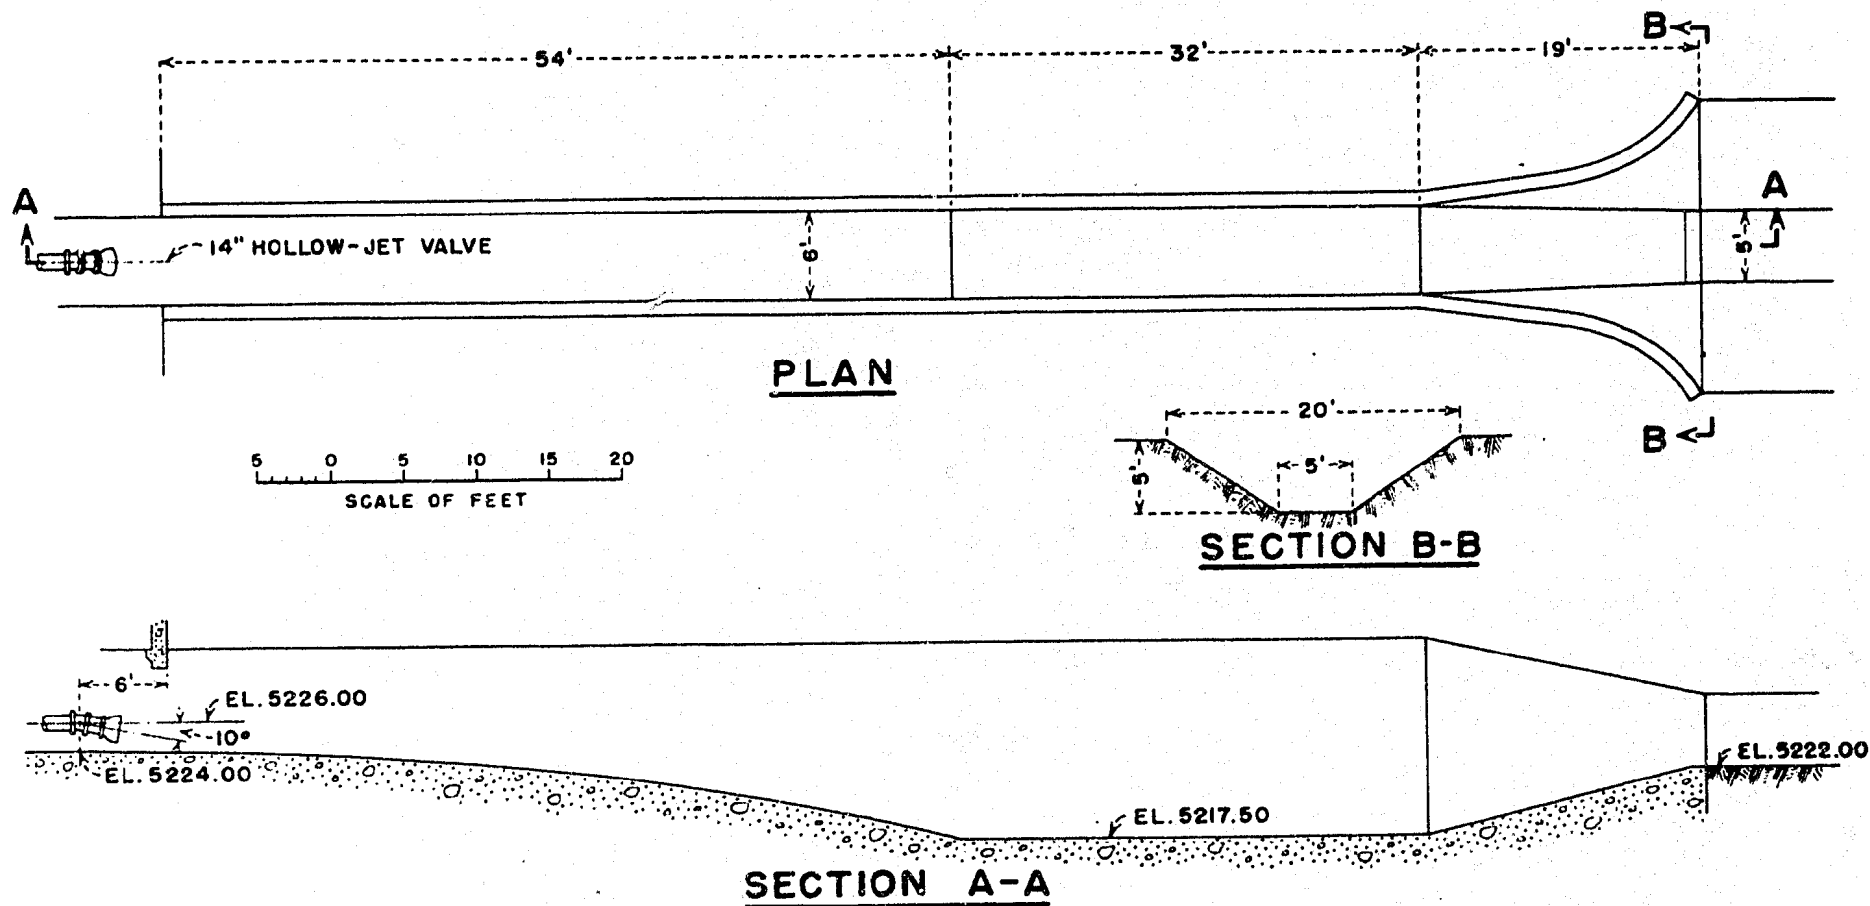 B
54'
32'
19'
A
A
14" HOLLOW-JET VALVE
6'
5'
PLAN
B
20'
5'
5'
5 0 5 10 15 20
SCALE OF FEET
SECTION B-B
6'
EL. 5226.00
10°
EL. 5224.00
EL. 5222.00
EL. 5217.50
SECTION A-A